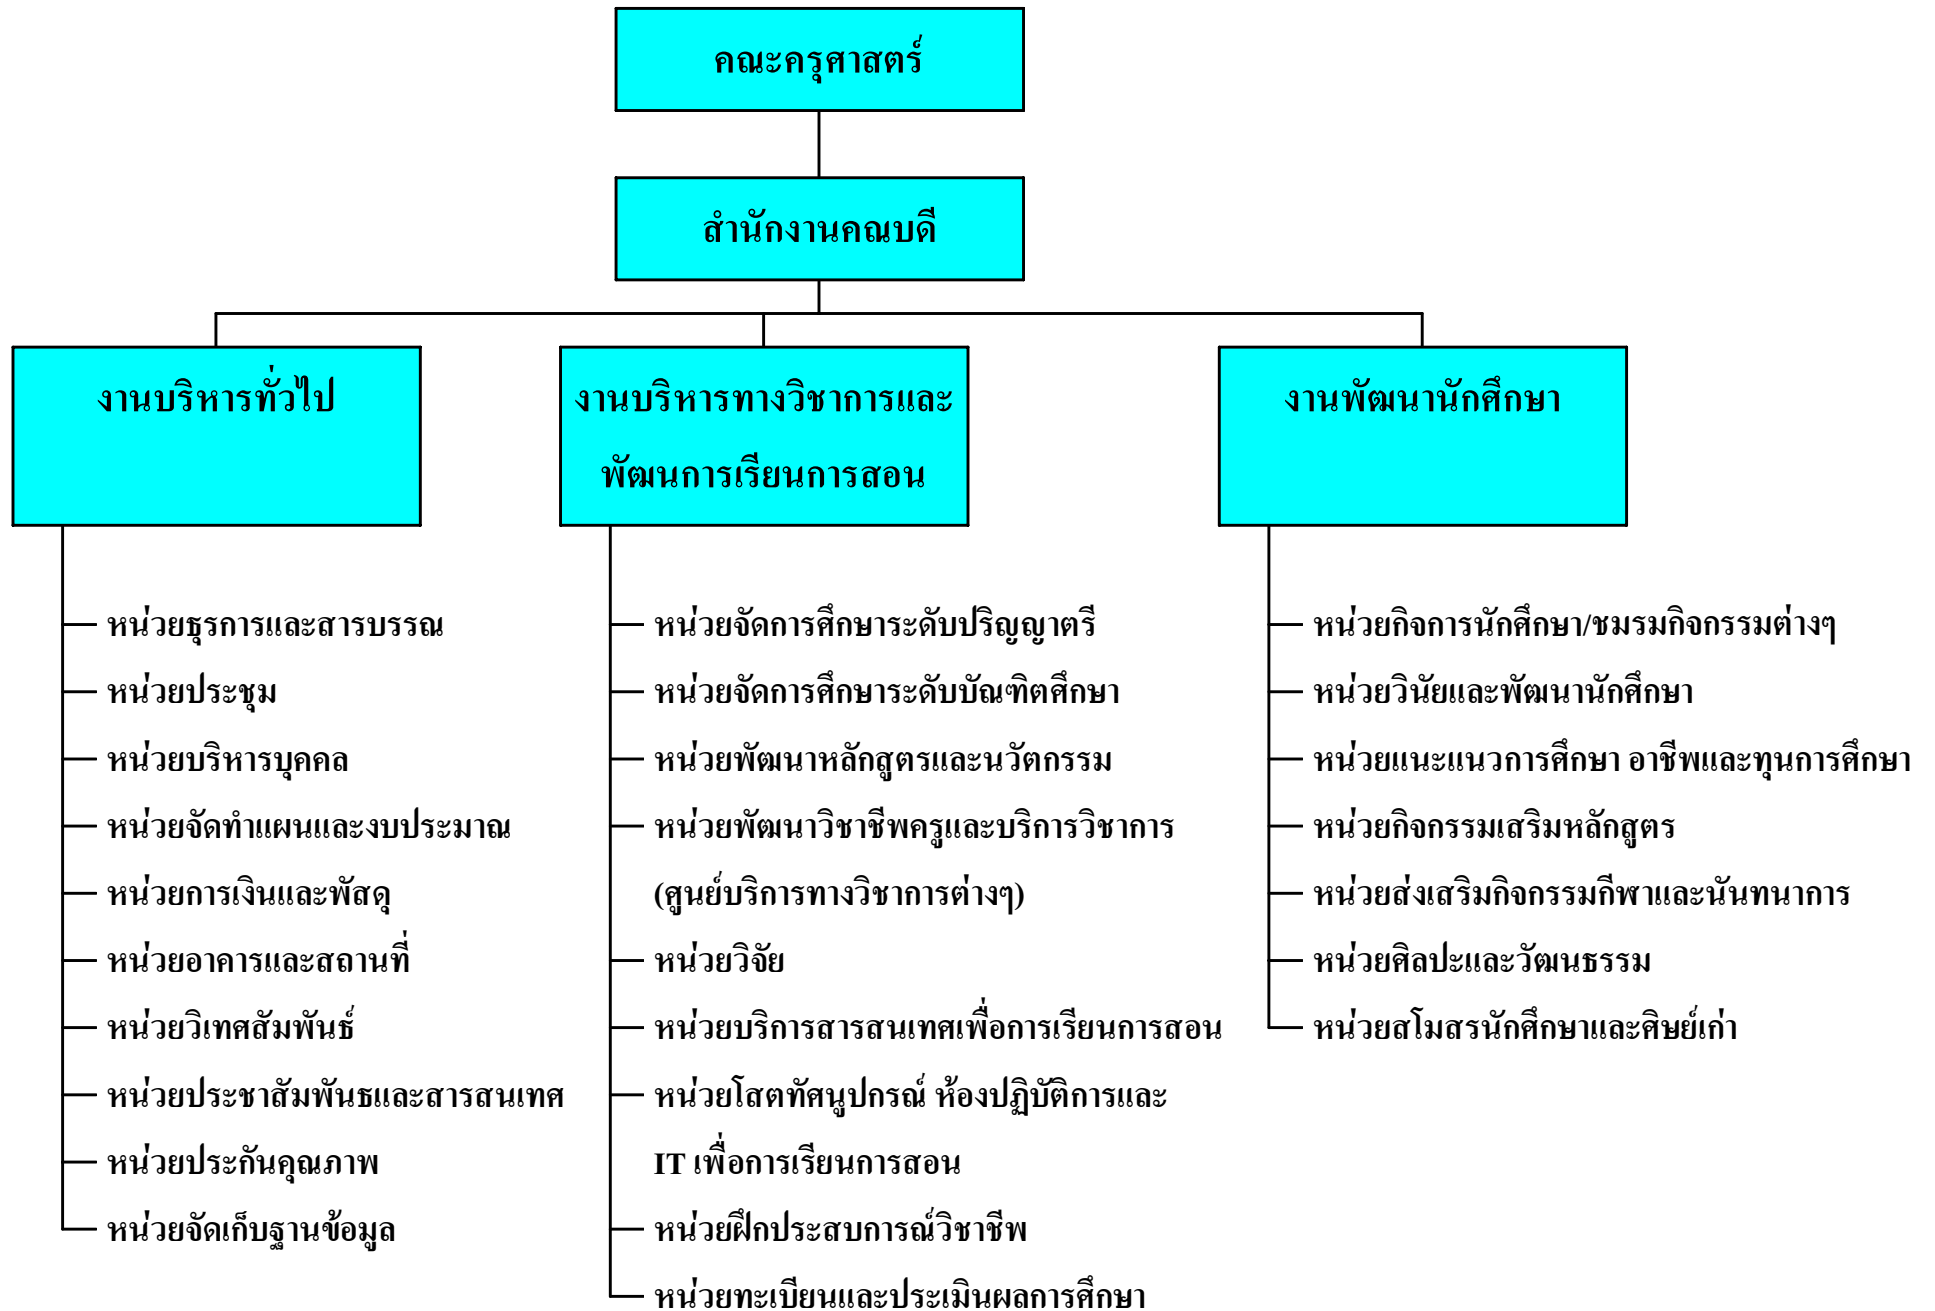 คณะครุศาสตร์
สำนักงานคณบดี
งานบริหารทั่วไป
หน่วยธุรการและสารบรรณ
หน่วยประชุม
หน่วยบริหารบุคคล
หน่วยจัดทำแผนและงบประมาณ
หน่วยการเงินและพัสดุ
หน่วยอาคารและสถานที่
หน่วยวิเทศสัมพันธ์
หน่วยประชาสัมพันธและสารสนเทศ
หน่วยประกันคุณภาพ
หน่วยจัดเก็บฐานข้อมูล
งานบริหารทางวิชาการและ
พัฒนการเรียนการสอน
หน่วยจัดการศึกษาระดับปริญญาตรี
หน่วยจัดการศึกษาระดับบัณฑิตศึกษา
หน่วยพัฒนาหลักสูตรและนวัตกรรม
หน่วยพัฒนาวิชาชีพครูและบริการวิชาการ
(ศูนย์บริการทางวิชาการต่างๆ)
หน่วยวิจัย
หน่วยบริการสารสนเทศเพื่อการเรียนการสอน
หน่วยโสตทัศนูปกรณ์ ห้องปฏิบัติการและ
IT เพื่อการเรียนการสอน
หน่วยฝึกประสบการณ์วิชาชีพ
หน่วยทะเบียนและประเมินผลการศึกษา
งานพัฒนานักศึกษา
หน่วยกิจการนักศึกษา/ชมรมกิจกรรมต่างๆ
หน่วยวินัยและพัฒนานักศึกษา
หน่วยแนะแนวการศึกษา อาชีพและทุนการศึกษา
หน่วยกิจกรรมเสริมหลักสูตร
หน่วยส่งเสริมกิจกรรมกีฬาและนันทนาการ
หน่วยศิลปะและวัฒนธรรม
หน่วยสโมสรนักศึกษาและศิษย์เก่า